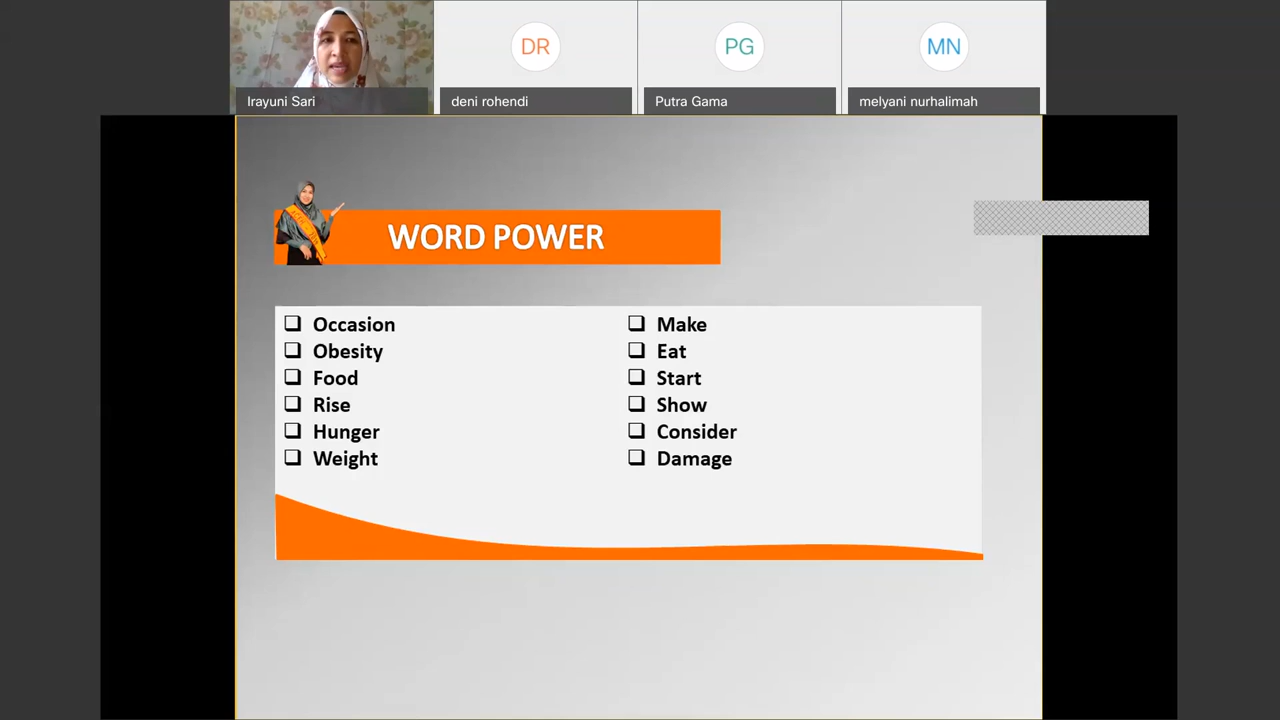 DR
PG
MN
Irayuni Sari
deni rohendi
Putra Gama
melyani nurhalimah
WORD POWER
Occasion
Obesity
Food
Rise
Hunger
Weight
Make
Eat
Start
Show
Consider
Damage